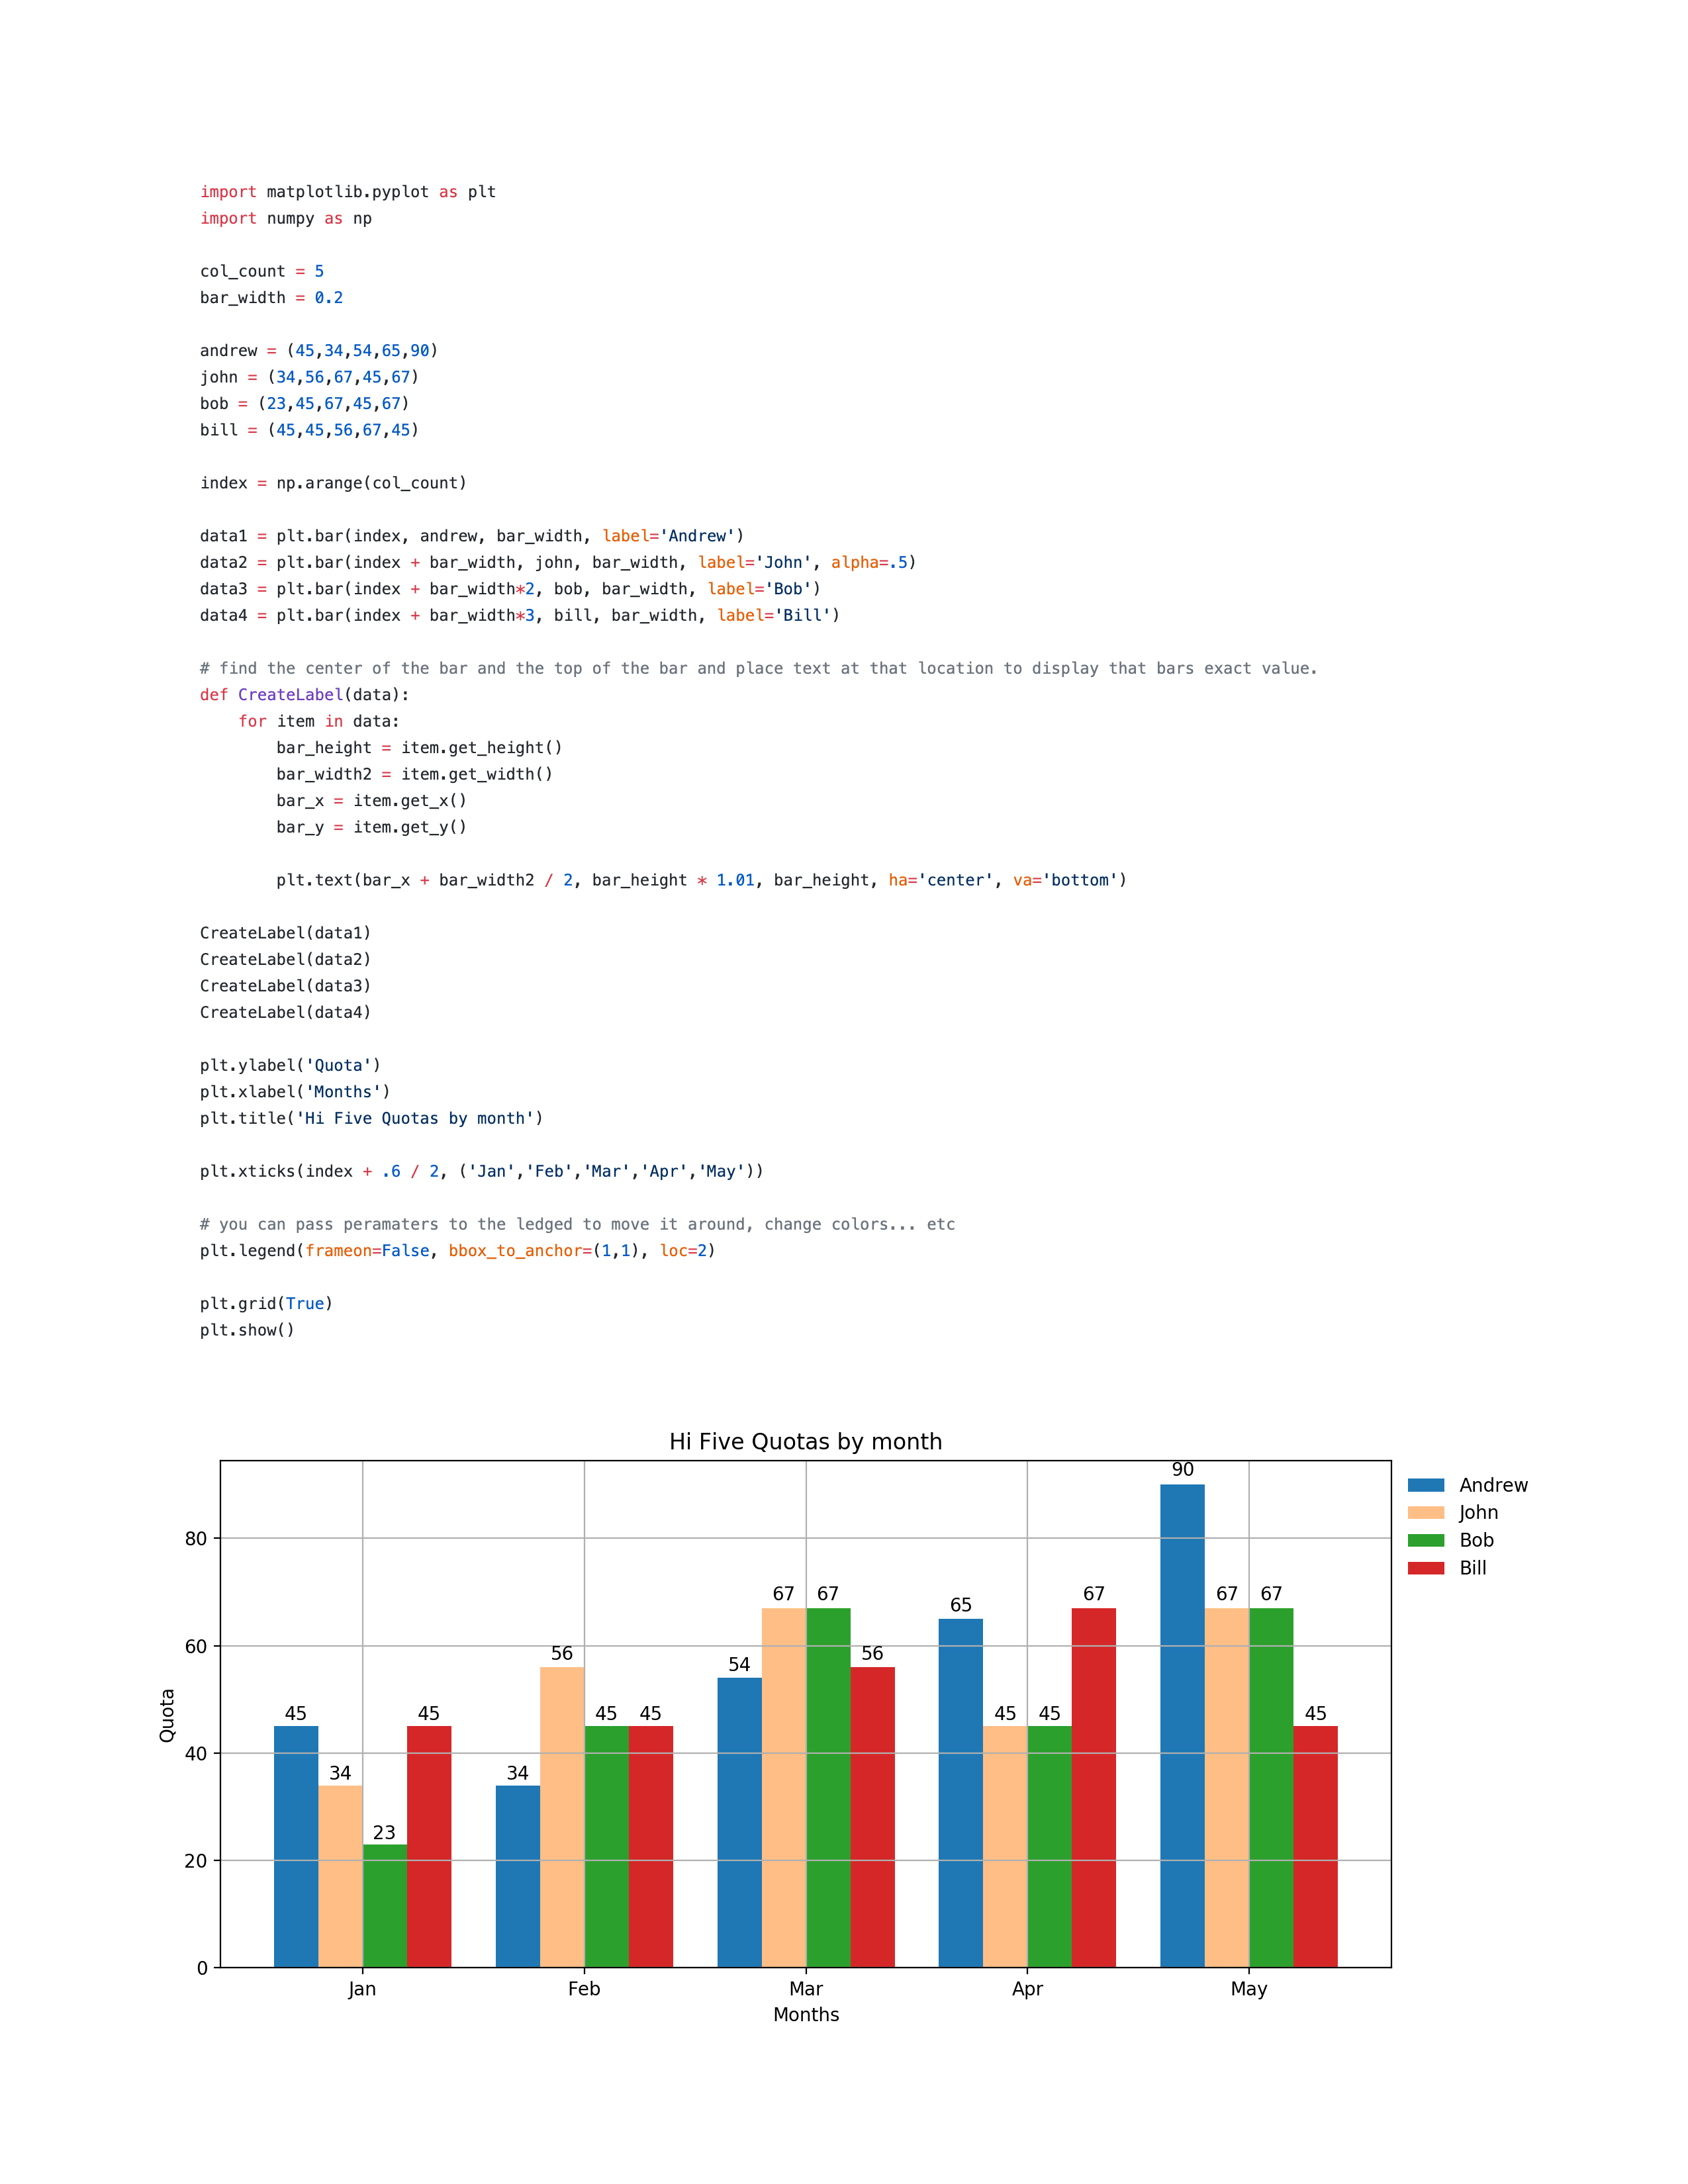 import matplotlib.pyplot as plt
import numpy as np
col_count = 5
bar_width = 0.2
andrew = (45,34,54,65,90)
john = (34,56,67,45,67)
bob = (23,45,67,45,67)
bill = (45,45,56,67,45)
index = np.arange(col_count)
data1 = plt.bar(index, andrew, bar_width, label='Andrew')
data2 = plt.bar(index + bar_width, john, bar_width, label='John', alpha=.5)
data3 = plt.bar(index + bar_width*2, bob, bar_width, label='Bob')
data4 = plt.bar(index + bar_width*3, bill, bar_width, label='Bill')
# find the center of the bar and the top of the bar and place text at that location to display that bars exact value.
def CreateLabel(data):
    for item in data:
        bar_height = item.get_height()
        bar_width2 = item.get_width()
        bar_x = item.get_x()
        bar_y = item.get_y()
        plt.text(bar_x + bar_width2 / 2, bar_height * 1.01, bar_height, ha='center', va='bottom')
CreateLabel(data1)
CreateLabel(data2)
CreateLabel(data3)
CreateLabel(data4)
plt.ylabel('Quota')
plt.xlabel('Months')
plt.title('Hi Five Quotas by month')
plt.xticks(index + .6 / 2, ('Jan','Feb','Mar','Apr','May'))
# you can pass peramaters to the ledged to move it around, change colors... etc
plt.legend(frameon=False, bbox_to_anchor=(1,1), loc=2)
plt.grid(True)
plt.show()
Hi Five Quotas by month
Quota
80
60
40
20
0
45 34 23 45
34 56 45 45
54 67 67 56
65 45 45 67
90 67 67 45
Jan Feb Mar Apr May
Months
Andrew
John
Bob
Bill